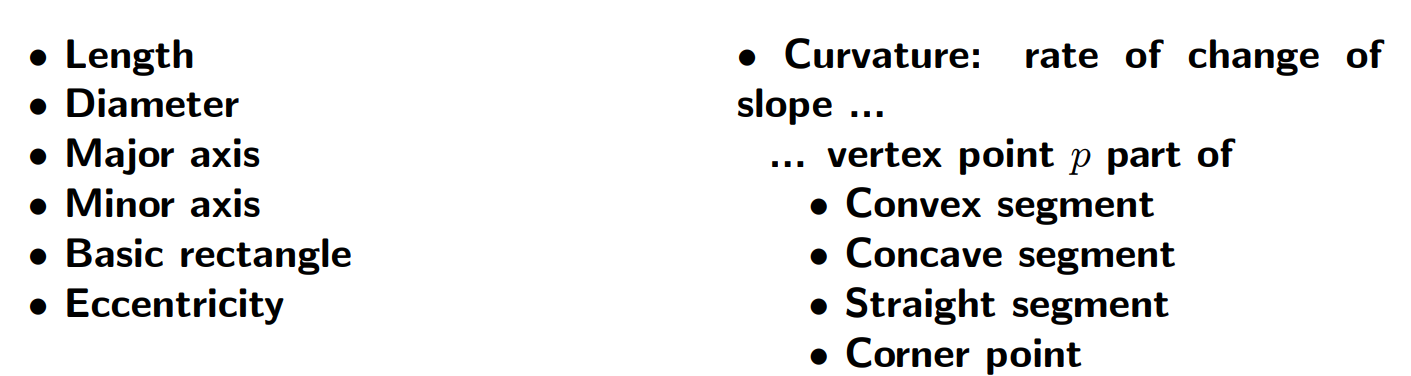 • Length
• Diameter
• Major axis
• Minor axis
• Basic rectangle
• Eccentricity
• Curvature: rate of change of
slope ...
... vertex point p part of
• Convex segment
• Concave segment
• Straight segment
• Corner point